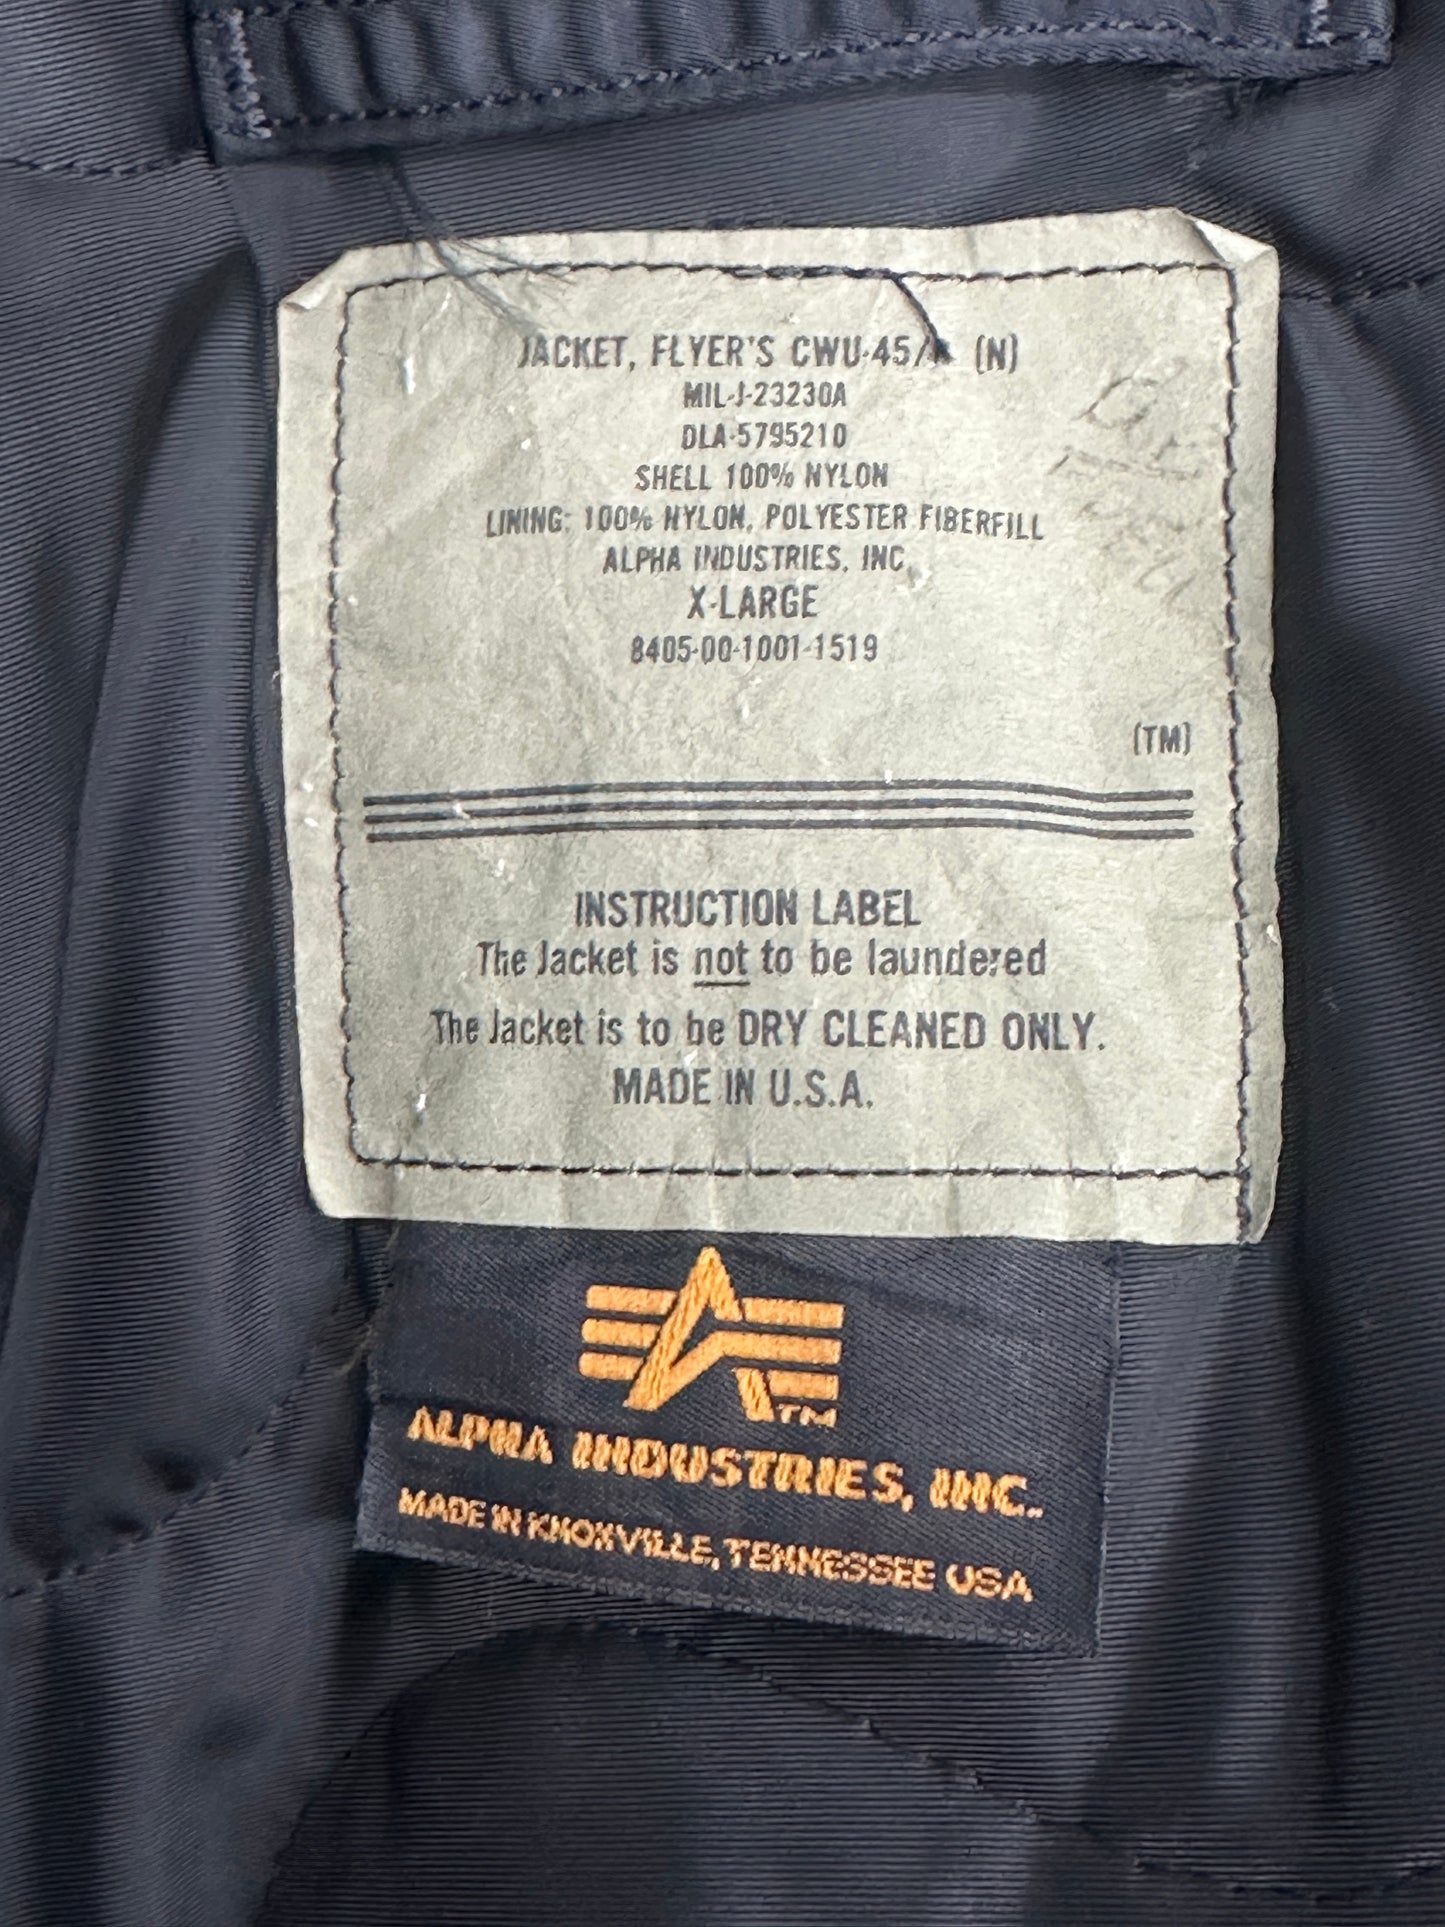 JACKET, FLYER'S CWU-45/ (N)
MIL-J-23230A
DLA-5795210
SHELL 100% NYLON
LINING: 100% NYLON, POLYESTER FIBERFILL
ALPHA INDUSTRIES, INC.
X-LARGE
8405-00-1001-1519
(TM)
INSTRUCTION LABEL
The Jacket is not to be laundered
The Jacket is to be DRY CLEANED ONLY.
MADE IN U.S.A.
TM
ALPHA INDUSTRIES, INC.
MADE IN KNOXVILLE, TENNESSEE USA